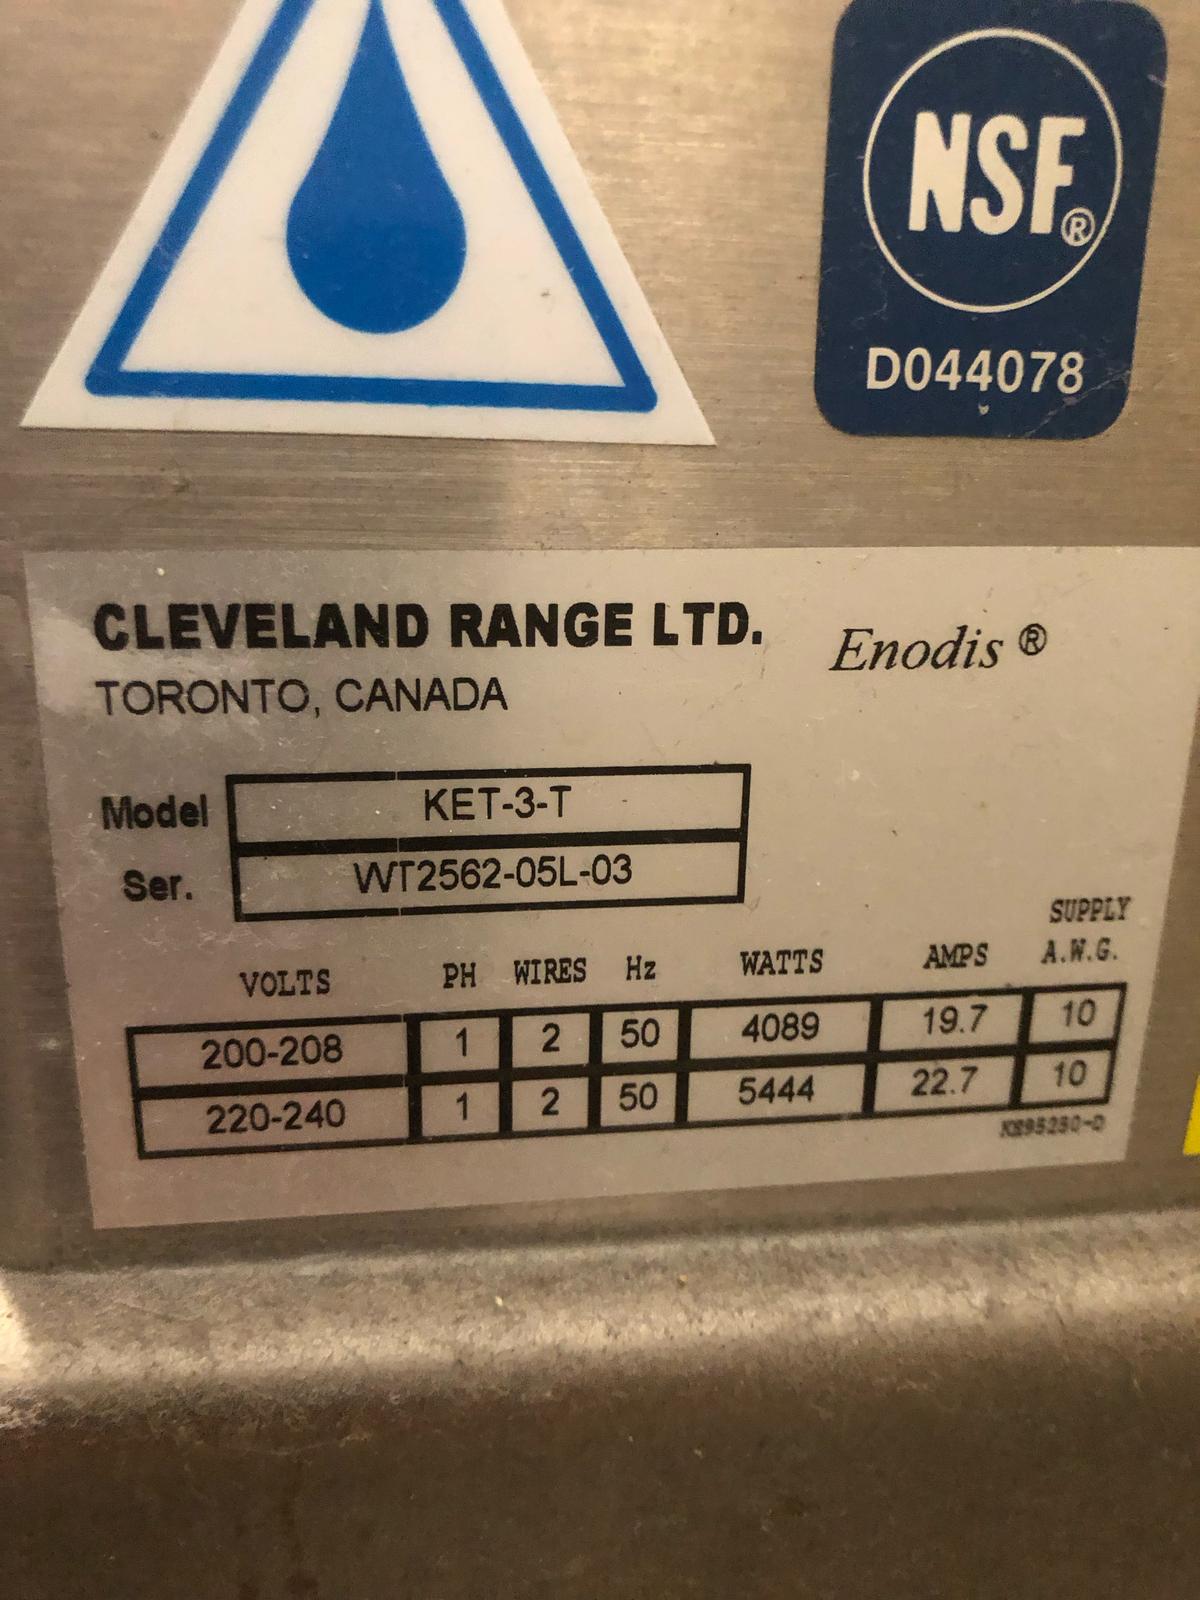 NSF®
D044078
CLEVELAND RANGE LTD.
Enodis ®
TORONTO, CANADA
Model KET-3-T
Ser. WT2562-05L-03
VOLTS PH WIRES Hz WATTS AMPS SUPPLY A.W.G.
200-208 1 2 50 4089 19.7 10
220-240 1 2 50 5444 22.7 10
KE95250-D